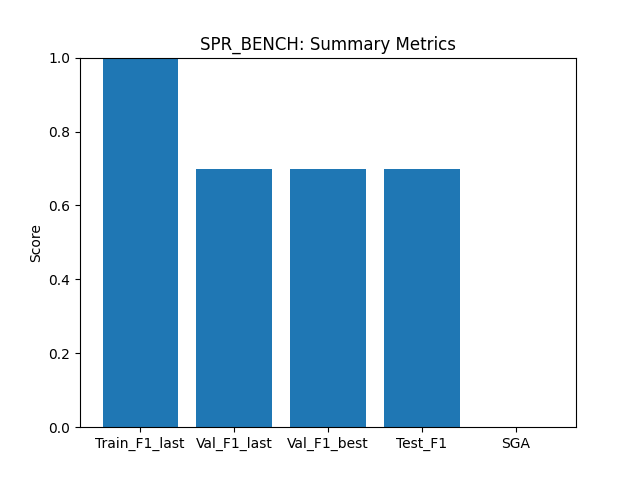 SPR_BENCH: Summary Metrics
1.0
0.8
0.6
0.4
0.2
0.0
Score
Train_F1_last Val_F1_last Val_F1_best Test_F1 SGA